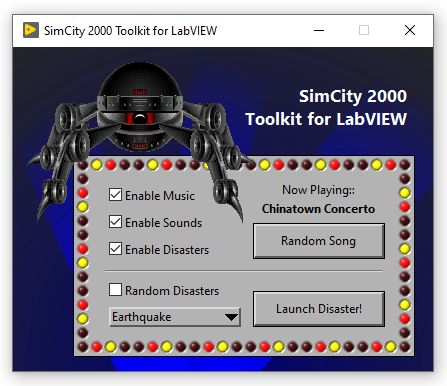 SimCity 2000 Toolkit for LabVIEW
SimCity 2000
Toolkit for LabVIEW
Enable Music
Enable Sounds
Enable Disasters
Now Playing::
Chinatown Concerto
Random Song
Random Disasters
Earthquake
Launch Disaster!